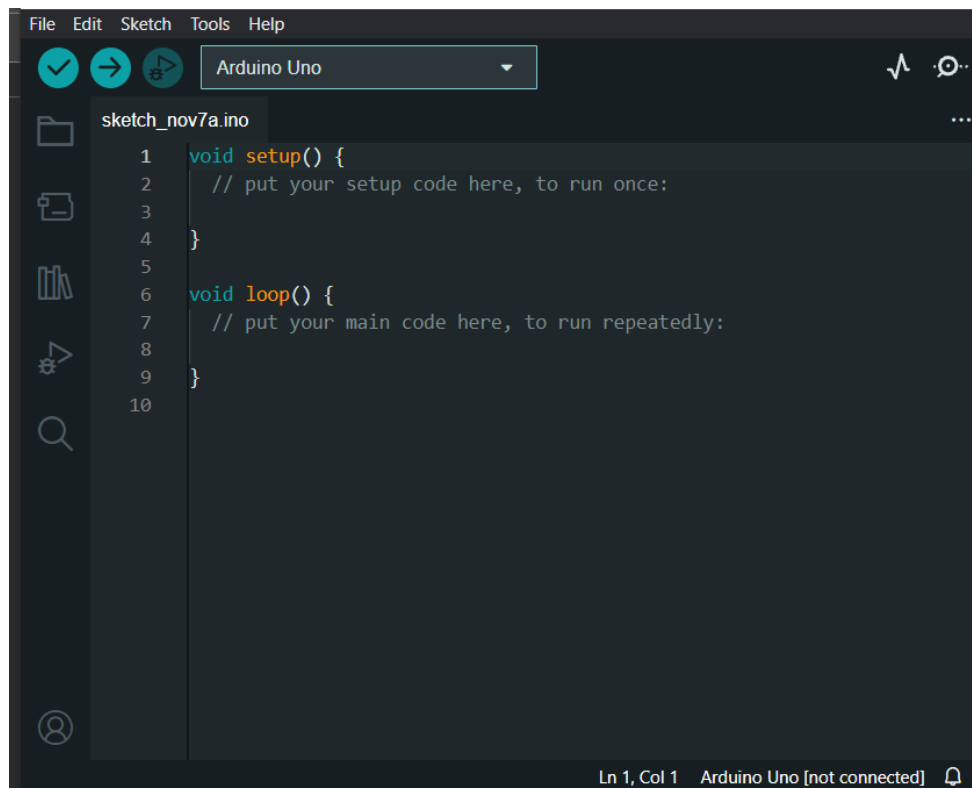 File Edit Sketch Tools Help
Arduino Uno
sketch_nov7a.ino
1 void setup() {
2 // put your setup code here, to run once:
3
4 }
5
6 void loop() {
7 // put your main code here, to run repeatedly:
8
9 }
10
Ln 1, Col 1 Arduino Uno [not connected]